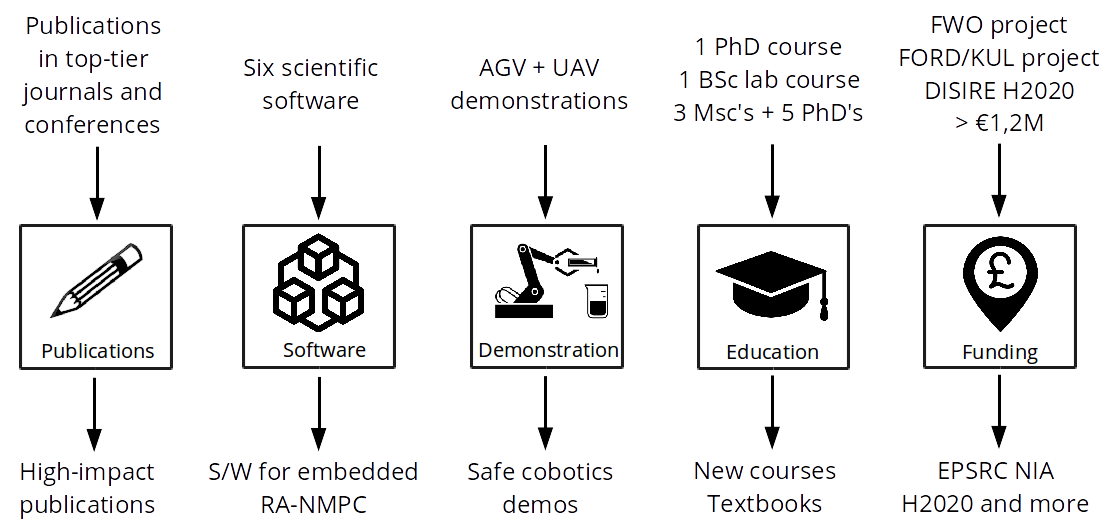 Publications
in top-tier
journals and
conferences
Six scientific
software
AGV + UAV
demonstrations
1 PhD course
1 BSc lab course
3 Msc's + 5 PhD's
FWO project
FORD/KUL project
DISIRE H2020
> €1,2M
Publications
Software
Demonstration
Education
£
Funding
High-impact
publications
S/W for embedded
RA-NMPC
Safe cobotics
demos
New courses
Textbooks
EPSRC NIA
H2020 and more